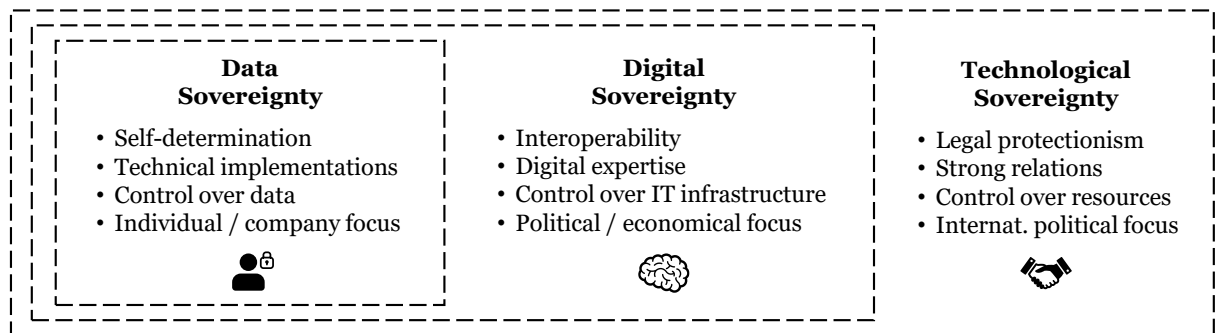 Data
Sovereignty
• Self-determination
• Technical implementations
• Control over data
• Individual / company focus
Digital
Sovereignty
• Interoperability
• Digital expertise
• Control over IT infrastructure
• Political / economical focus
Technological
Sovereignty
• Legal protectionism
• Strong relations
• Control over resources
• Internat. political focus